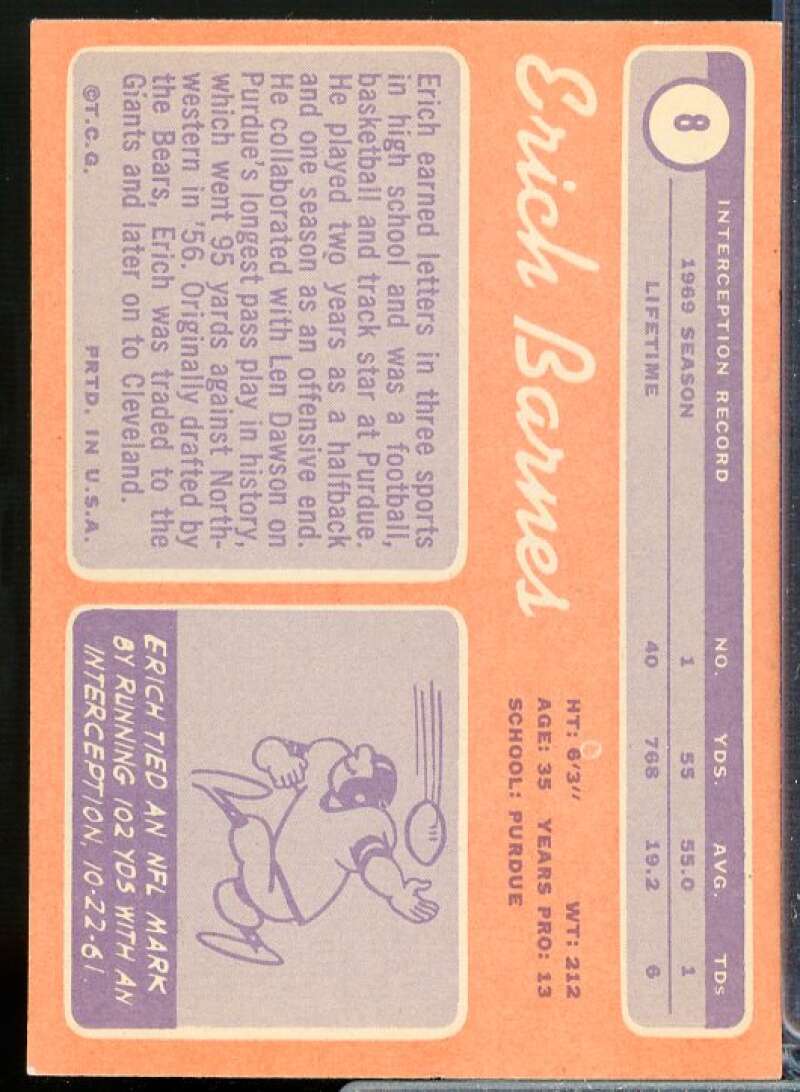 8
INTERCEPTION RECORD NO. YDS. AVG. TDs
1969 SEASON 1 55 55.0 1
LIFETIME 40 768 19.2 6
Erich Barnes
HT: 6'3" WT: 212
AGE: 35 YEARS PRO: 13
SCHOOL: PURDUE
Erich earned letters in three sports
in high school and was a football,
basketball and track star at Purdue.
He played two years as a halfback
and one season as an offensive end.
He collaborated with Len Dawson on
Purdue's longest pass play in history,
which went 95 yards against North-
western in '56. Originally drafted by
the Bears, Erich was traded to the
Giants and later on to Cleveland.
©T.C.G. PRTD. IN U.S.A.
ERICH TIED AN NFL MARK
BY RUNNING 102 YDS WITH AN
INTERCEPTION, 10-22-61.